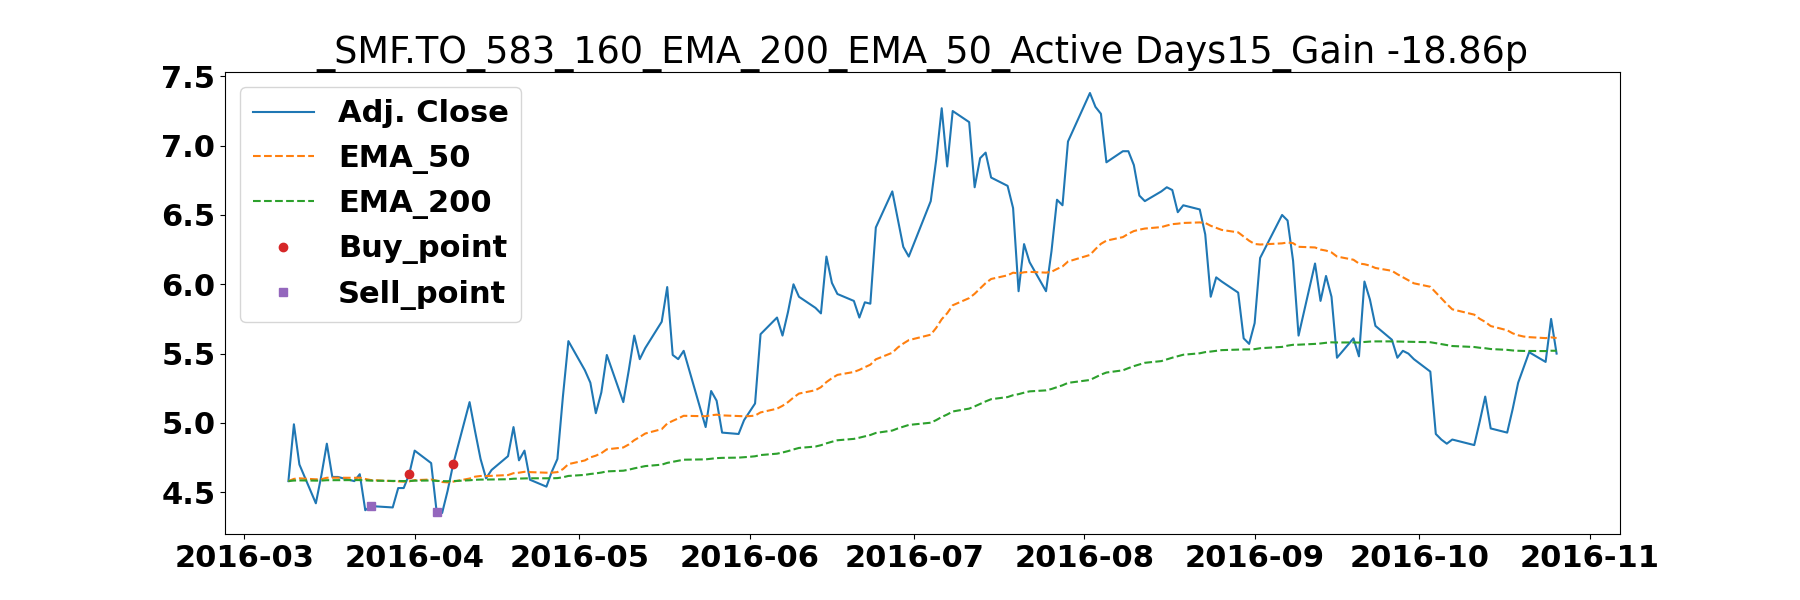 _SMF.TO_583_160_EMA_200_EMA_50_Active Days15_Gain -18.86p
7.5
7.0
6.5
6.0
5.5
5.0
4.5
Adj. Close
EMA_50
EMA_200
Buy_point
Sell_point
2016-03 2016-04 2016-05 2016-06 2016-07 2016-08 2016-09 2016-10 2016-11